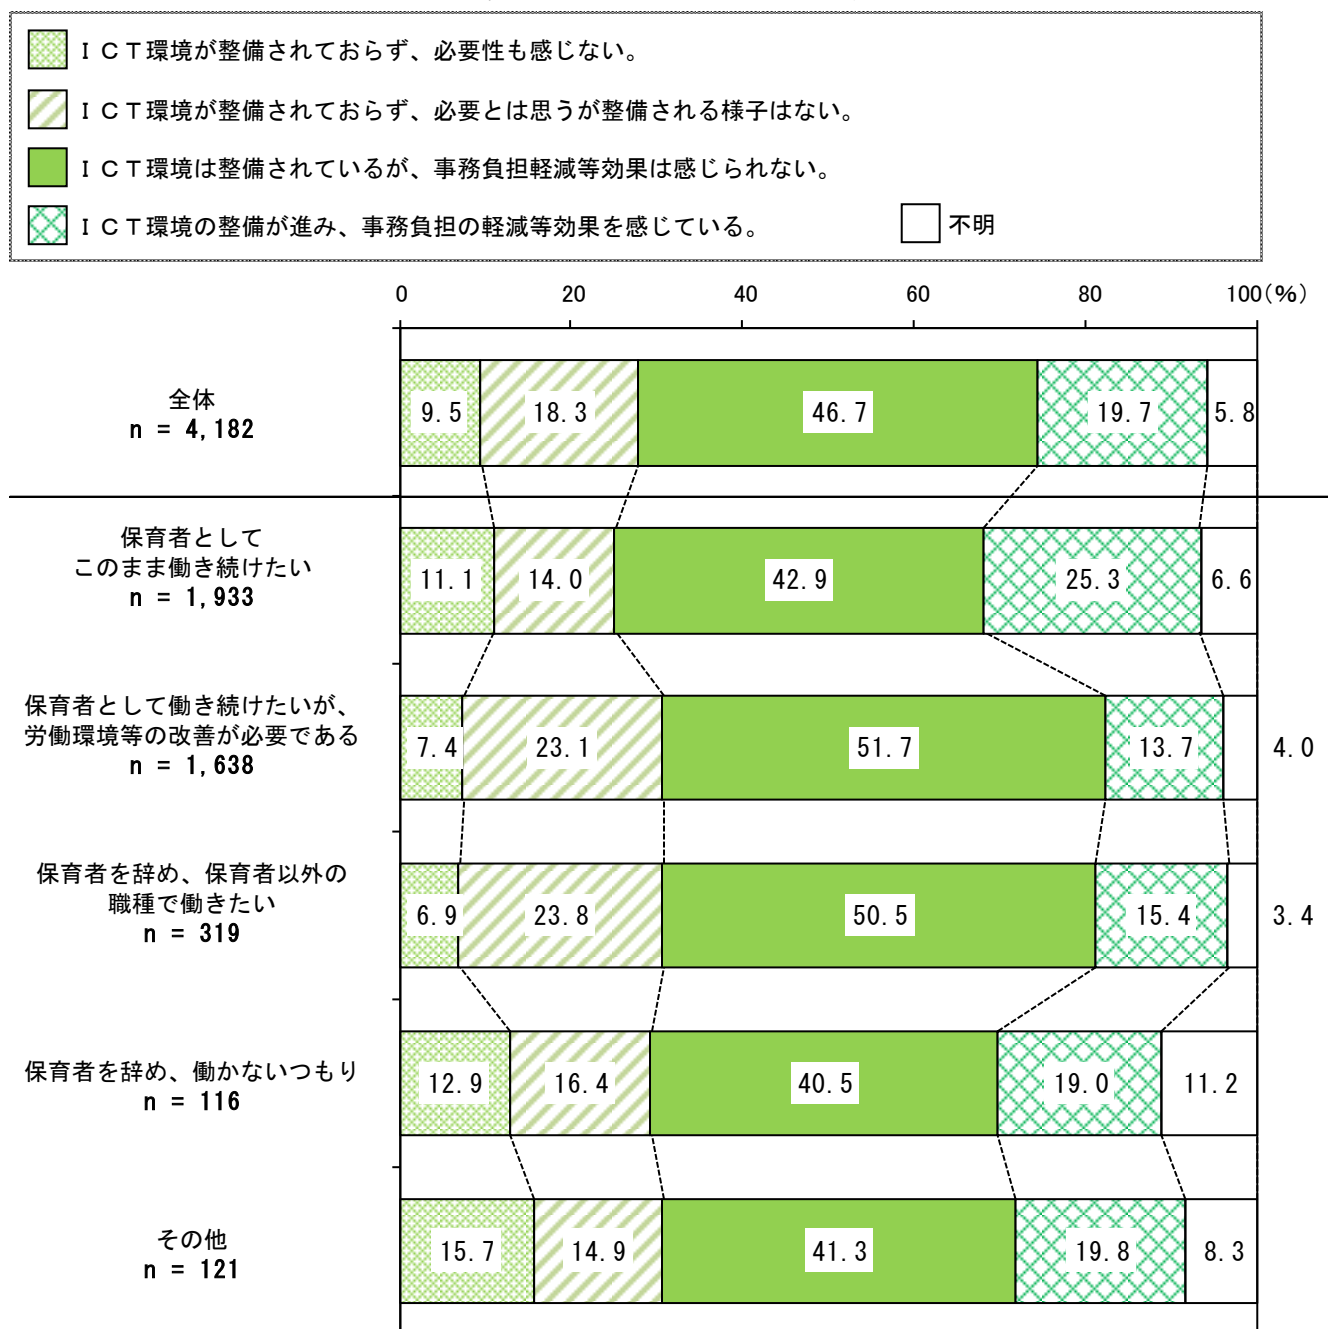 ＩＣＴ環境が整備されておらず、必要性も感じない。
ＩＣＴ環境が整備されておらず、必要とは思うが整備される様子はない。
ＩＣＴ環境は整備されているが、事務負担軽減等効果は感じられない。
ＩＣＴ環境の整備が進み、事務負担の軽減等効果を感じている。 不明
0 20 40 60 80 100(%)
全体
n = 4,182
9.5 18.3 46.7 19.7 5.8
保育者として
このまま働き続けたい
n = 1,933
11.1 14.0 42.9 25.3 6.6
保育者として働き続けたいが、
労働環境等の改善が必要である
n = 1,638
7.4 23.1 51.7 13.7 4.0
保育者を辞め、保育者以外の
職種で働きたい
n = 319
6.9 23.8 50.5 15.4 3.4
保育者を辞め、働かないつもり
n = 116
12.9 16.4 40.5 19.0 11.2
その他
n = 121
15.7 14.9 41.3 19.8 8.3